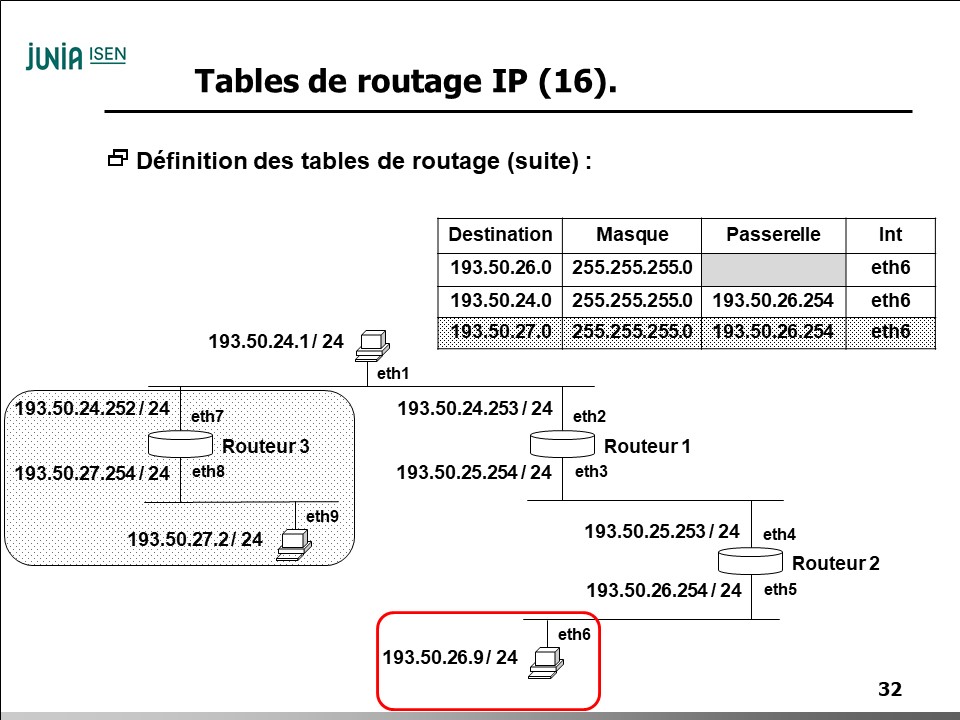 JUNIA ISEN
Tables de routage IP (16).
Définition des tables de routage (suite) :
Destination Masque Passerelle Int
193.50.26.0 255.255.255.0 eth6
193.50.24.0 255.255.255.0 193.50.26.254 eth6
193.50.27.0 255.255.255.0 193.50.26.254 eth6
193.50.24.1 / 24
eth1
193.50.24.252 / 24 eth7
193.50.24.253 / 24 eth2
Routeur 3
Routeur 1
193.50.27.254 / 24 eth8
193.50.25.254 / 24 eth3
eth9
193.50.27.2 / 24
193.50.25.253 / 24 eth4
Routeur 2
193.50.26.254 / 24 eth5
eth6
193.50.26.9 / 24
32